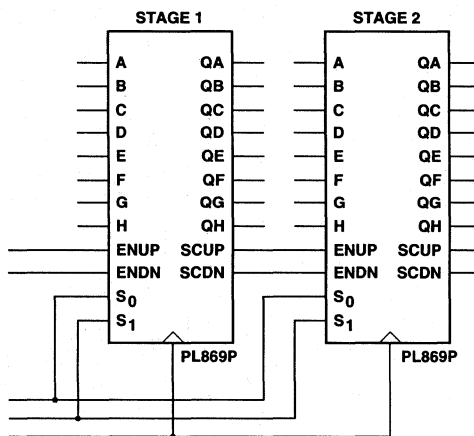 STAGE 1 STAGE 2
A QA A QA
B QB B QB
C QC C QC
D QD D QD
E QE E QE
F QF F QF
G QG G QG
H QH H QH
ENUP SCUP ENUP SCUP
ENDN SCDN ENDN SCDN
S0 S0
S1 S1
PL869P PL869P